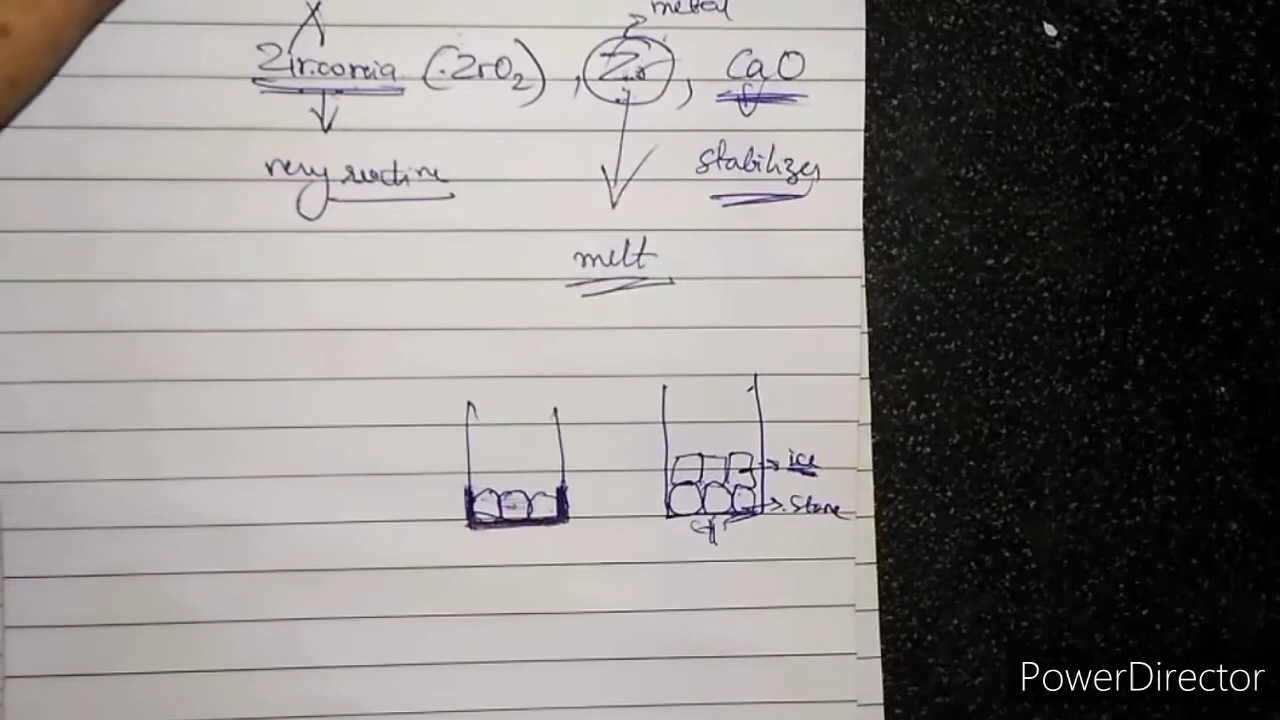 metal
Zirconia (ZrO2), Zr, CaO
very reactive
stabilizer
melt
ice
Stone
PowerDirector